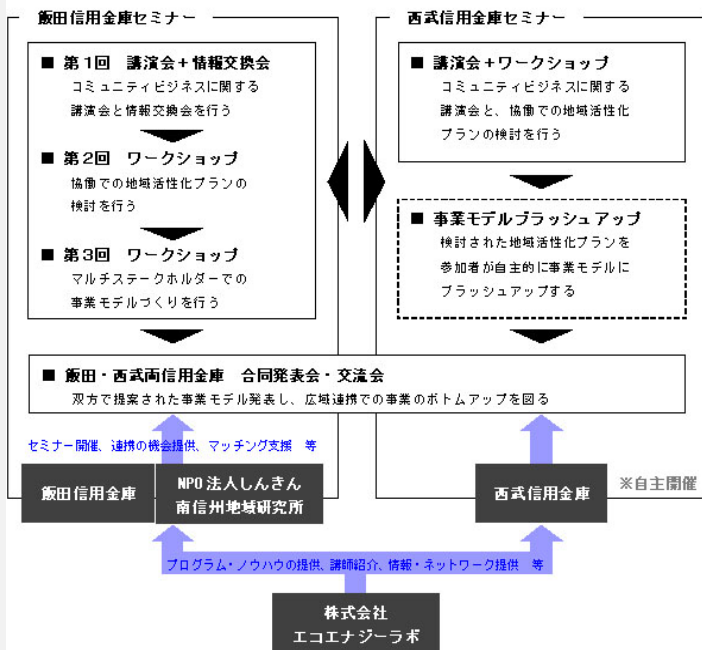 飯田信用金庫セミナー
■ 第1回 講演会+情報交換会
コミュニティビジネスに関する
講演会と情報交換会を行う
■ 第2回 ワークショップ
協働での地域活性化プランの
検討を行う
■ 第3回 ワークショップ
マルチステークホルダーでの
事業モデルづくりを行う
西武信用金庫セミナー
■ 講演会+ワークショップ
コミュニティビジネスに関する
講演会と、協働での地域活性化
プランの検討を行う
■ 事業モデルブラッシュアップ
検討された地域活性化プランを
参加者が自主的に事業モデルに
ブラッシュアップする
■ 飯田・西武両信用金庫 合同発表会・交流会
双方で提案された事業モデル発表し、広域連携での事業のボトムアップを図る
セミナー開催、連携の機会提供、マッチング支援 等
飯田信用金庫
NPO法人しんきん
南信州地域研究所
西武信用金庫
※自主開催
プログラム・ノウハウの提供、講師紹介、情報・ネットワーク提供 等
株式会社
エコエナジーラボ